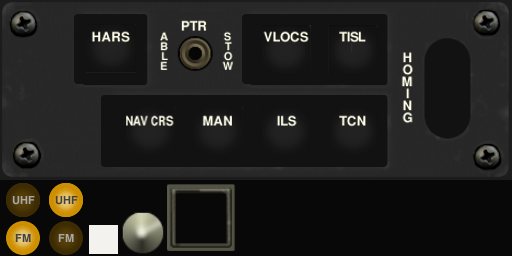 HARS
PTR
ABLE
STOW
VLOCS
TISL
HOMING
NAV CRS
MAN
ILS
TCN
UHF
UHF
FM
FM